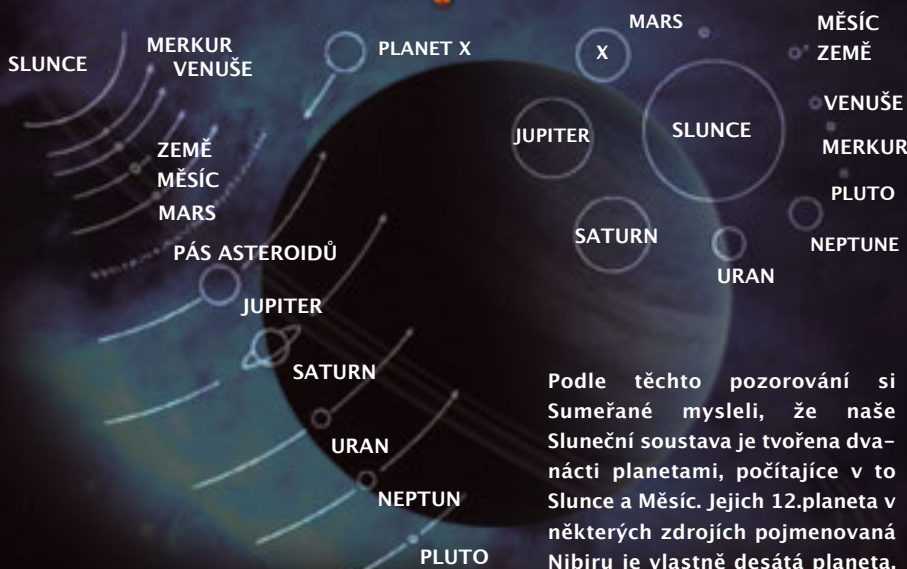 SLUNCE
MERKUR
VENUŠE
ZEMĚ
MĚSÍC
MARS
PÁS ASTEROIDŮ
JUPITER
SATURN
URAN
NEPTUN
PLUTO
PLANET X
MARS
X
JUPITER
SLUNCE
SATURN
URAN
MĚSÍC
ZEMĚ
VENUŠE
MERKUR
PLUTO
NEPTUNE
Podle těchto pozorování si
Sumeřané mysleli, že naše
Sluneční soustava je tvořena dva-
nácti planetami, počítajíce v to
Slunce a Měsíc. Jejich 12.planeta v
některých zdrojích pojmenovaná
Nibiru je vlastně desátá planeta.